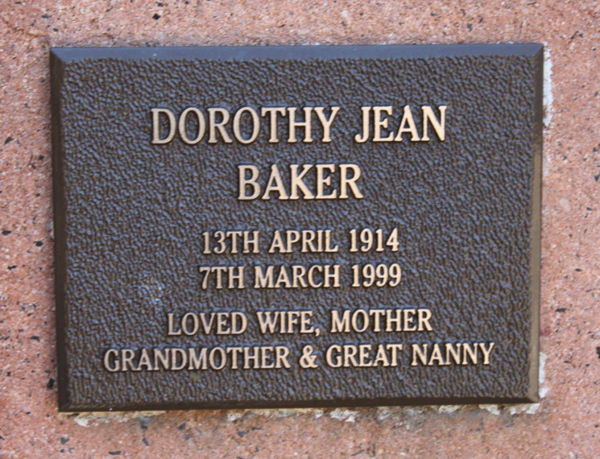 DOROTHY JEAN
BAKER
13TH APRIL 1914
7TH MARCH 1999
LOVED WIFE, MOTHER
GRANDMOTHER & GREAT NANNY